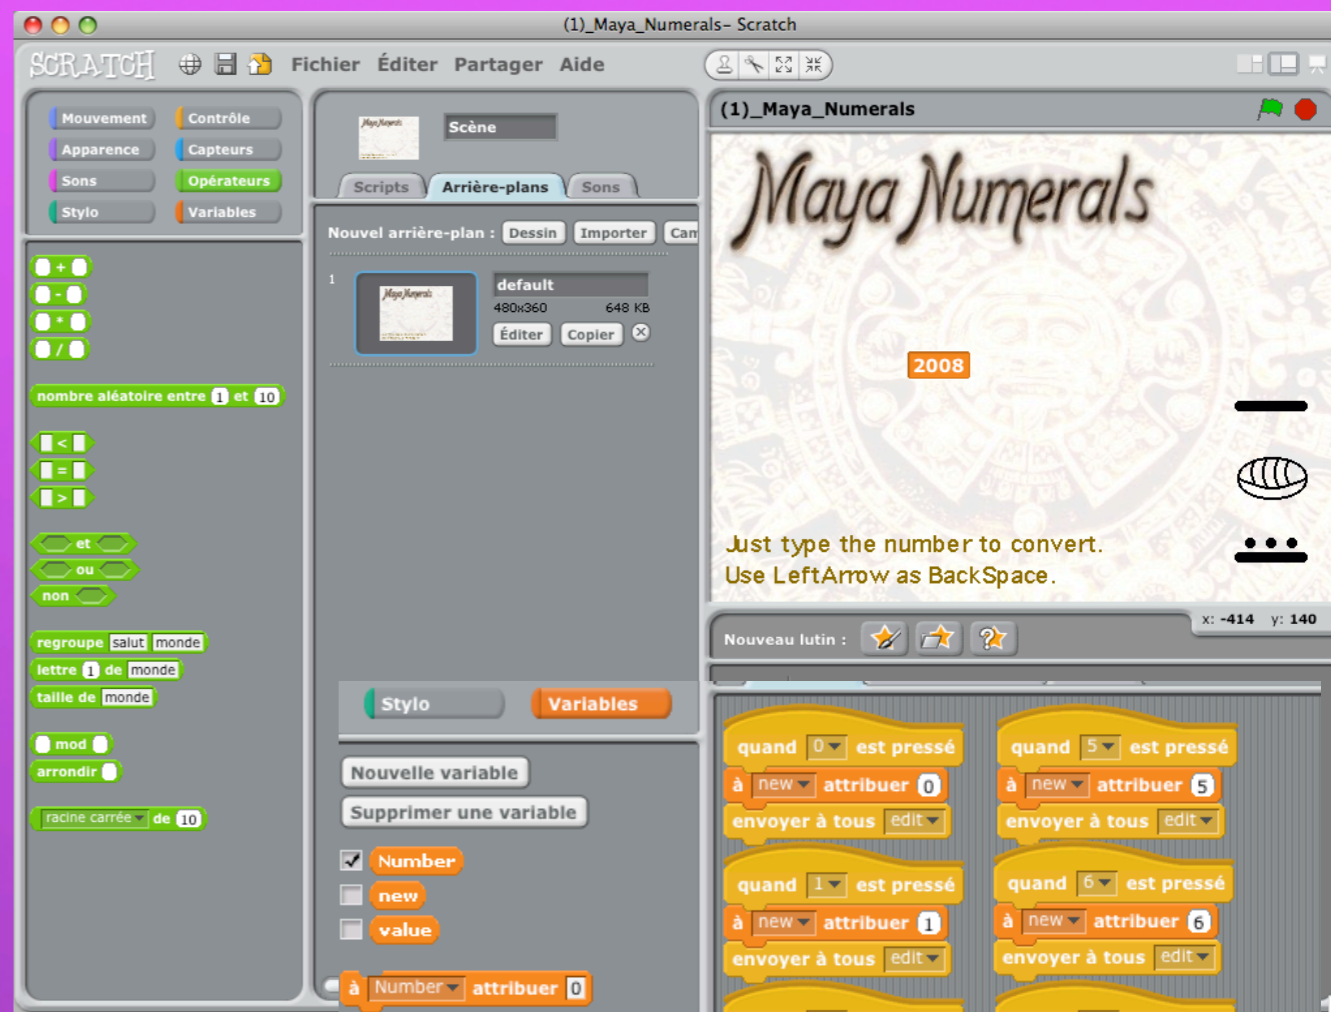 (1)_Maya_Numerals– Scratch
SCRATCH Fichier Éditer Partager Aide
Mouvement Contrôle
Apparence Capteurs
Sons Opérateurs
Stylo Variables
+
-
*
/
nombre aléatoire entre 1 et 10
<
=
>
et
ou
non
regroupe salut monde
lettre 1 de monde
taille de monde
mod
arrondir
racine carrée de 10
Maya Numerals
Scène
Scripts Arrière-plans Sons
Nouvel arrière-plan : Dessin Importer Cam
1
Maya Numerals
default
480x360 648 KB
Éditer Copier
Stylo Variables
Nouvelle variable
Supprimer une variable
Number
new
value
à Number attribuer 0
(1)_Maya_Numerals
Maya Numerals
2008
Just type the number to convert.
Use LeftArrow as BackSpace.
x: -414 y: 140
Nouveau lutin :
quand 0 est pressé
à new attribuer 0
envoyer à tous edit
quand 1 est pressé
à new attribuer 1
envoyer à tous edit
quand 5 est pressé
à new attribuer 5
envoyer à tous edit
quand 6 est pressé
à new attribuer 6
envoyer à tous edit